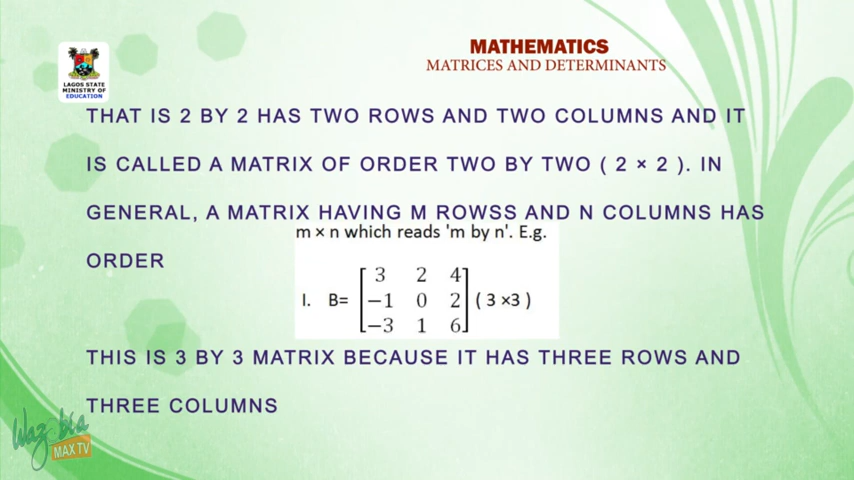 MATHEMATICS
MATRICES AND DETERMINANTS
LAGOS STATE
MINISTRY OF
EDUCATION
THAT IS 2 BY 2 HAS TWO ROWS AND TWO COLUMNS AND IT
IS CALLED A MATRIX OF ORDER TWO BY TWO ( 2 × 2 ). IN
GENERAL, A MATRIX HAVING M ROWSS AND N COLUMNS HAS
m × n which reads 'm by n'. E.g.
ORDER
3 2 4
I. B= −1 0 2 ( 3 ×3 )
−3 1 6
THIS IS 3 BY 3 MATRIX BECAUSE IT HAS THREE ROWS AND
THREE COLUMNS
Wazobia
MAX TV